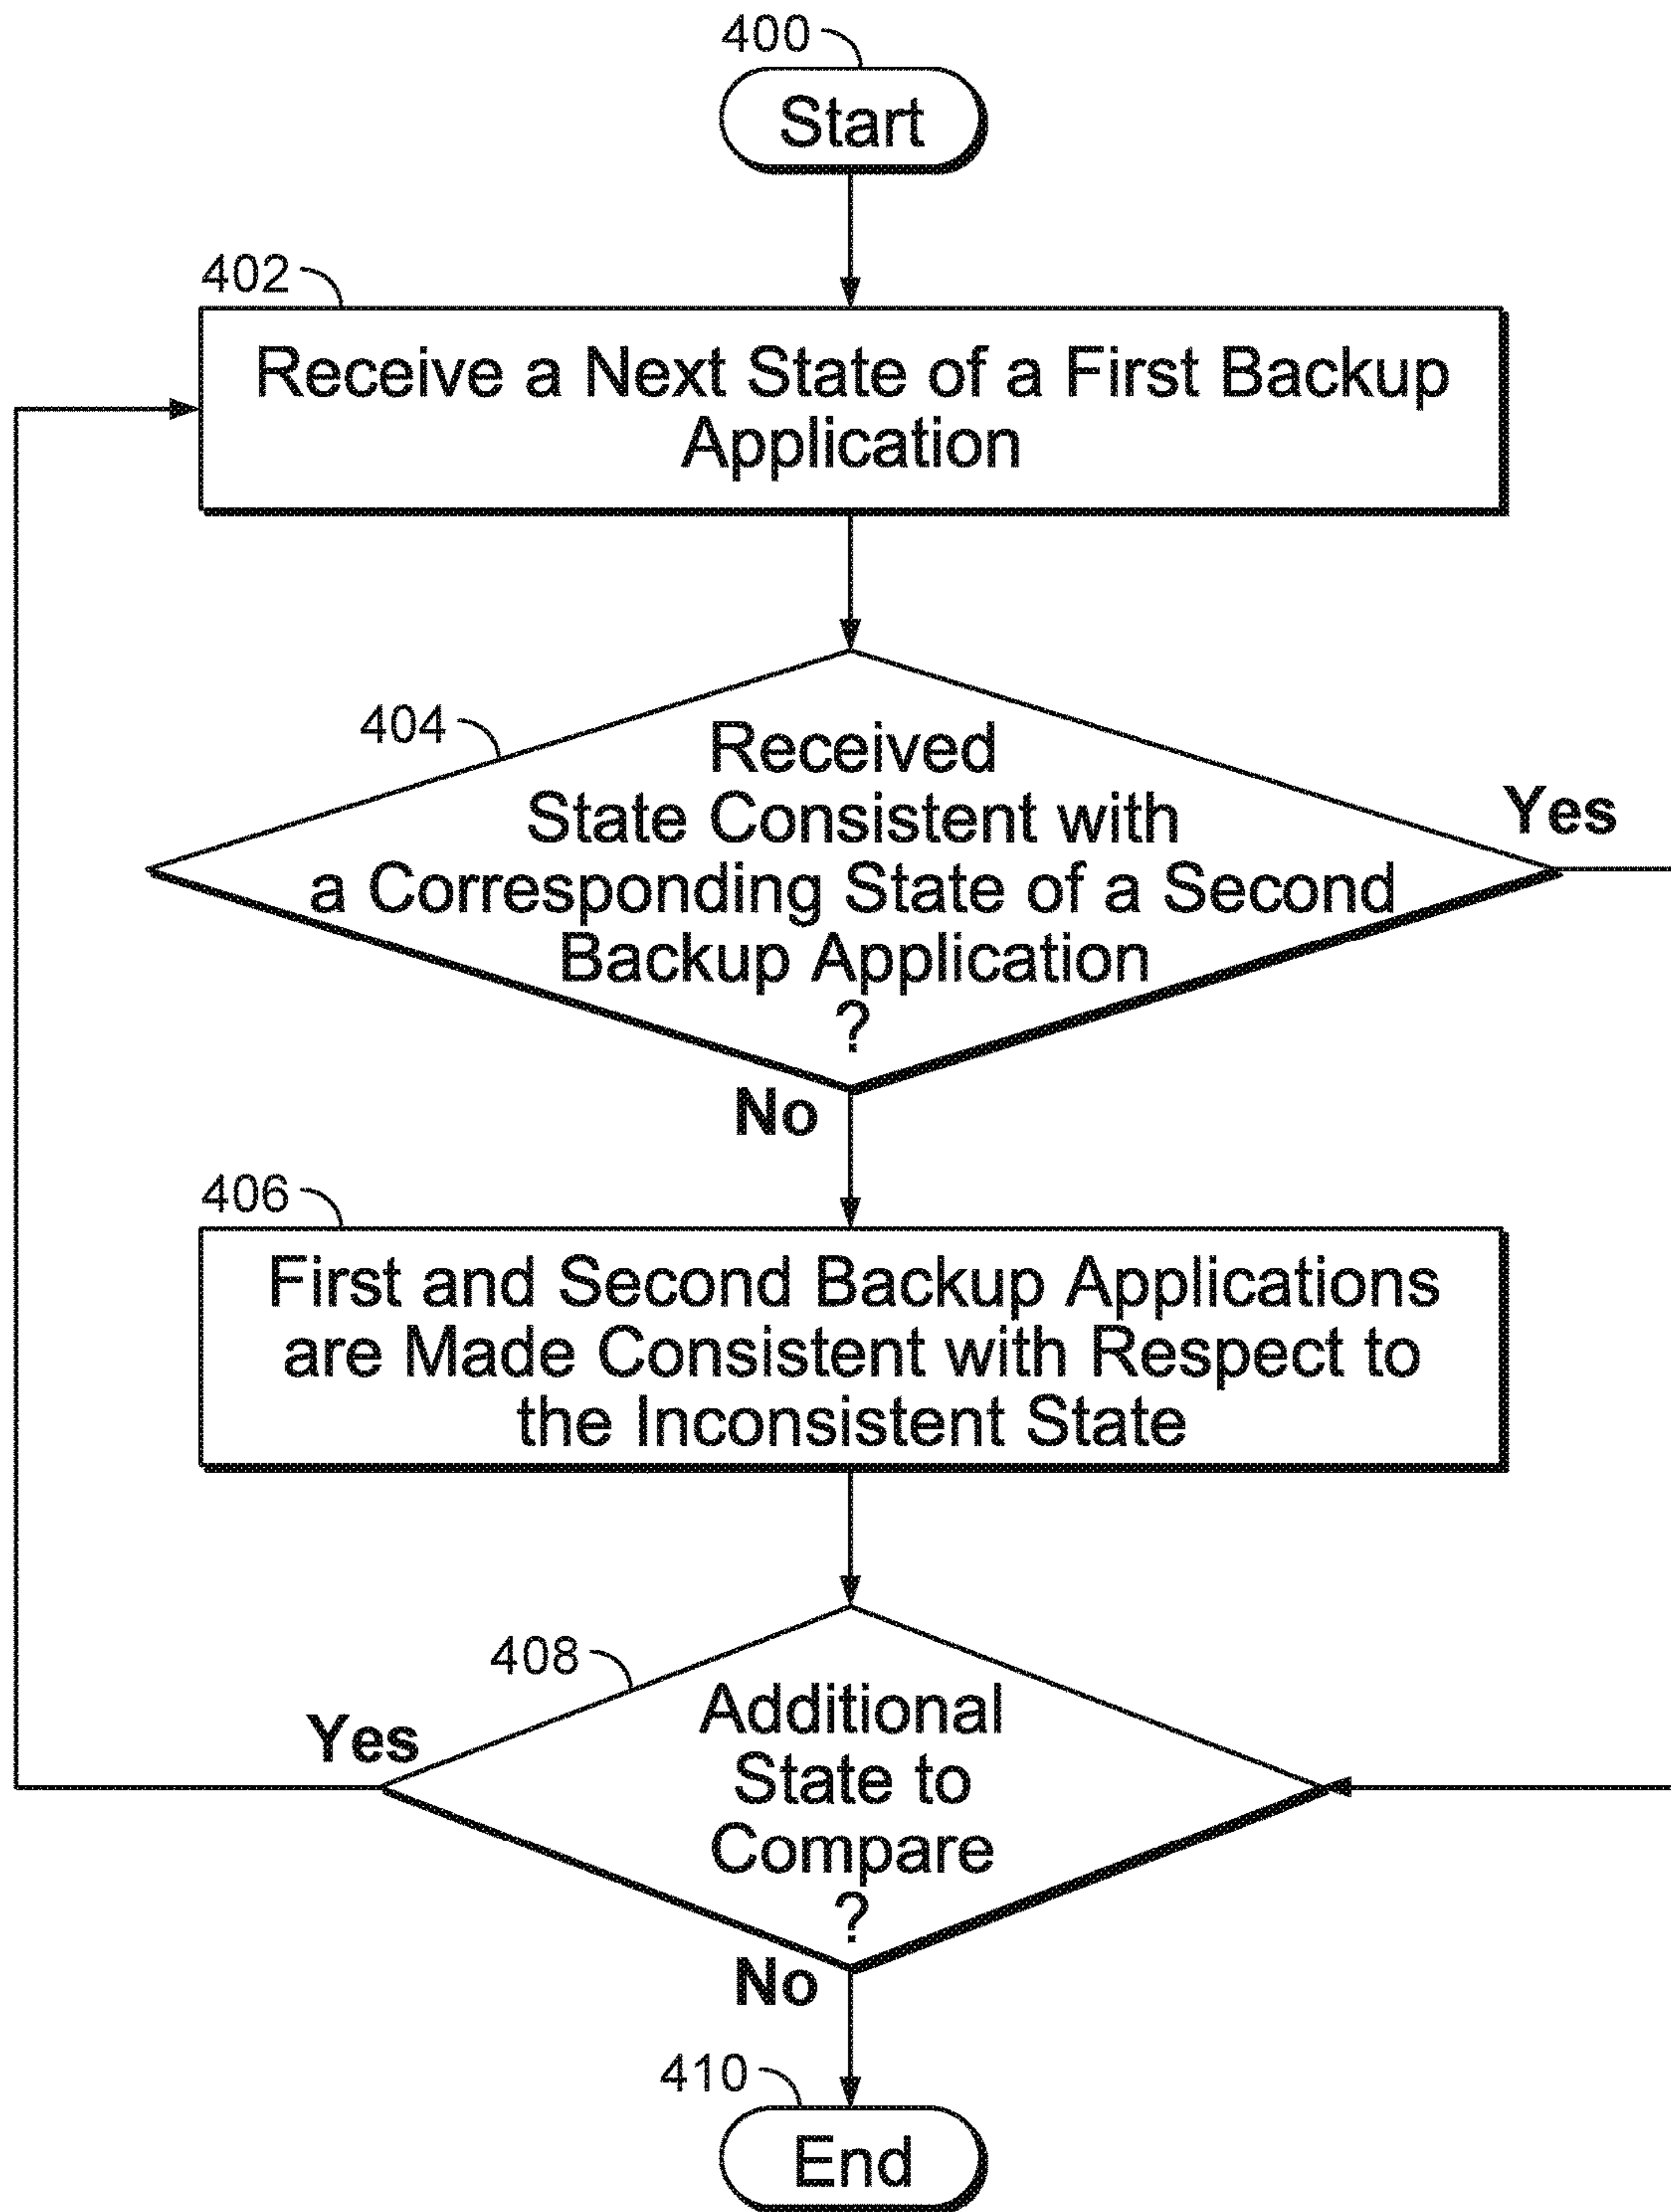 400
Start
402
Receive a Next State of a First Backup
Application
404
Received
State Consistent with
a Corresponding State of a Second
Backup Application
?
Yes
No
406
First and Second Backup Applications
are Made Consistent with Respect to
the Inconsistent State
408
Additional
State to
Compare
?
Yes
No
410
End